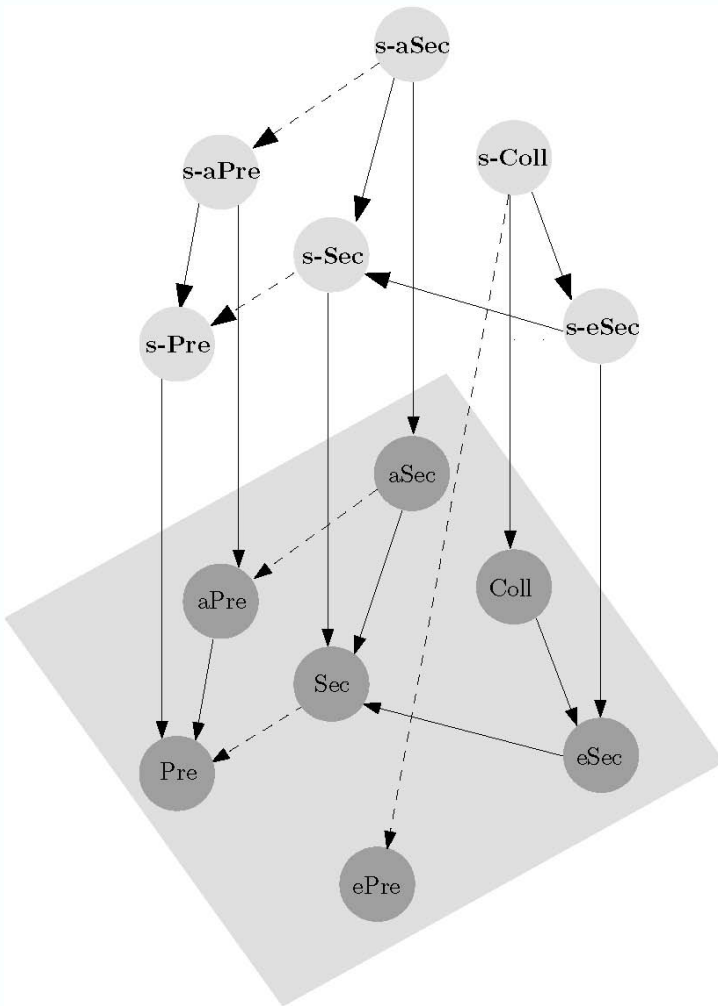 s-aSec
s-Coll
s-aPre
s-Sec
s-eSec
s-Pre
aSec
Coll
aPre
Sec
eSec
Pre
ePre